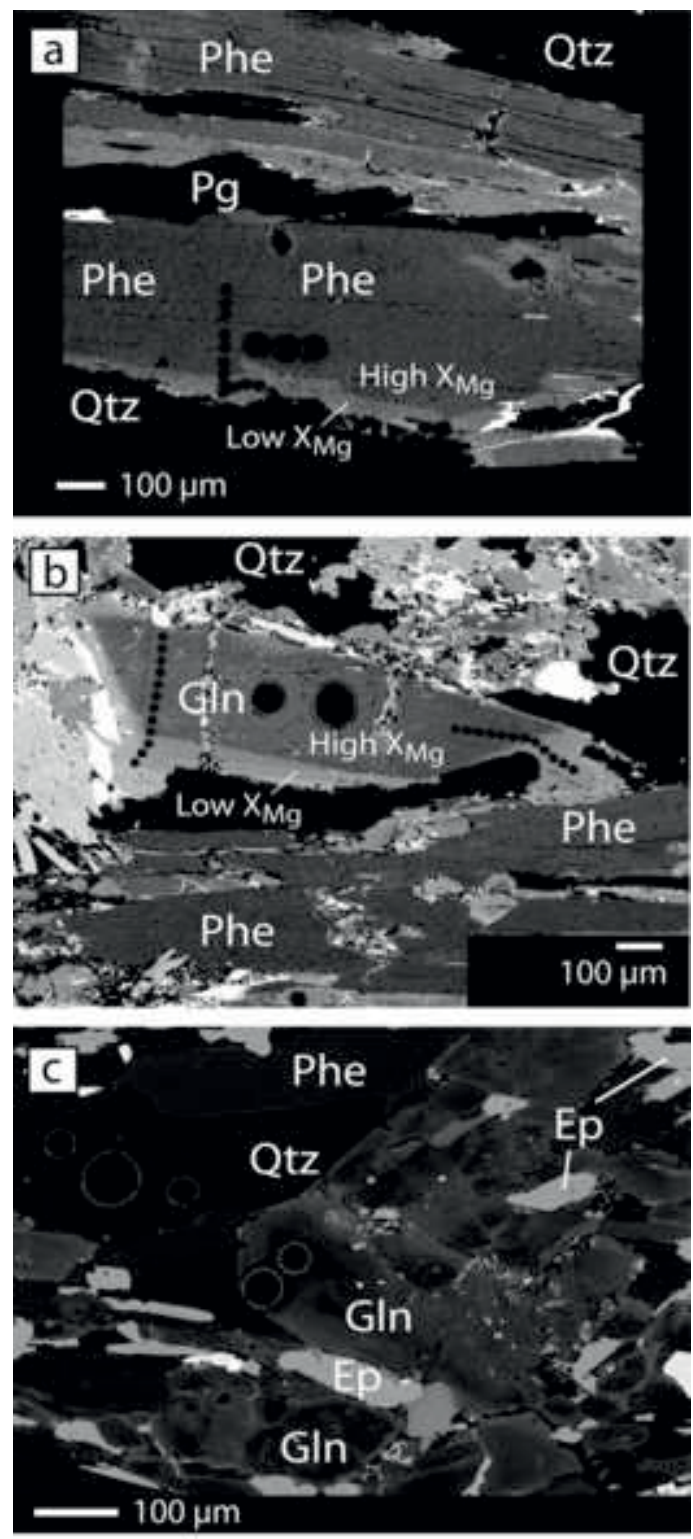 a
Phe
Qtz
Pg
Phe
Phe
High XMg
Qtz
Low XMg
100 µm
b
Qtz
Qtz
Gln
High XMg
Low XMg
Phe
Phe
100 µm
c
Phe
Ep
Qtz
Gln
Ep
Gln
100 µm